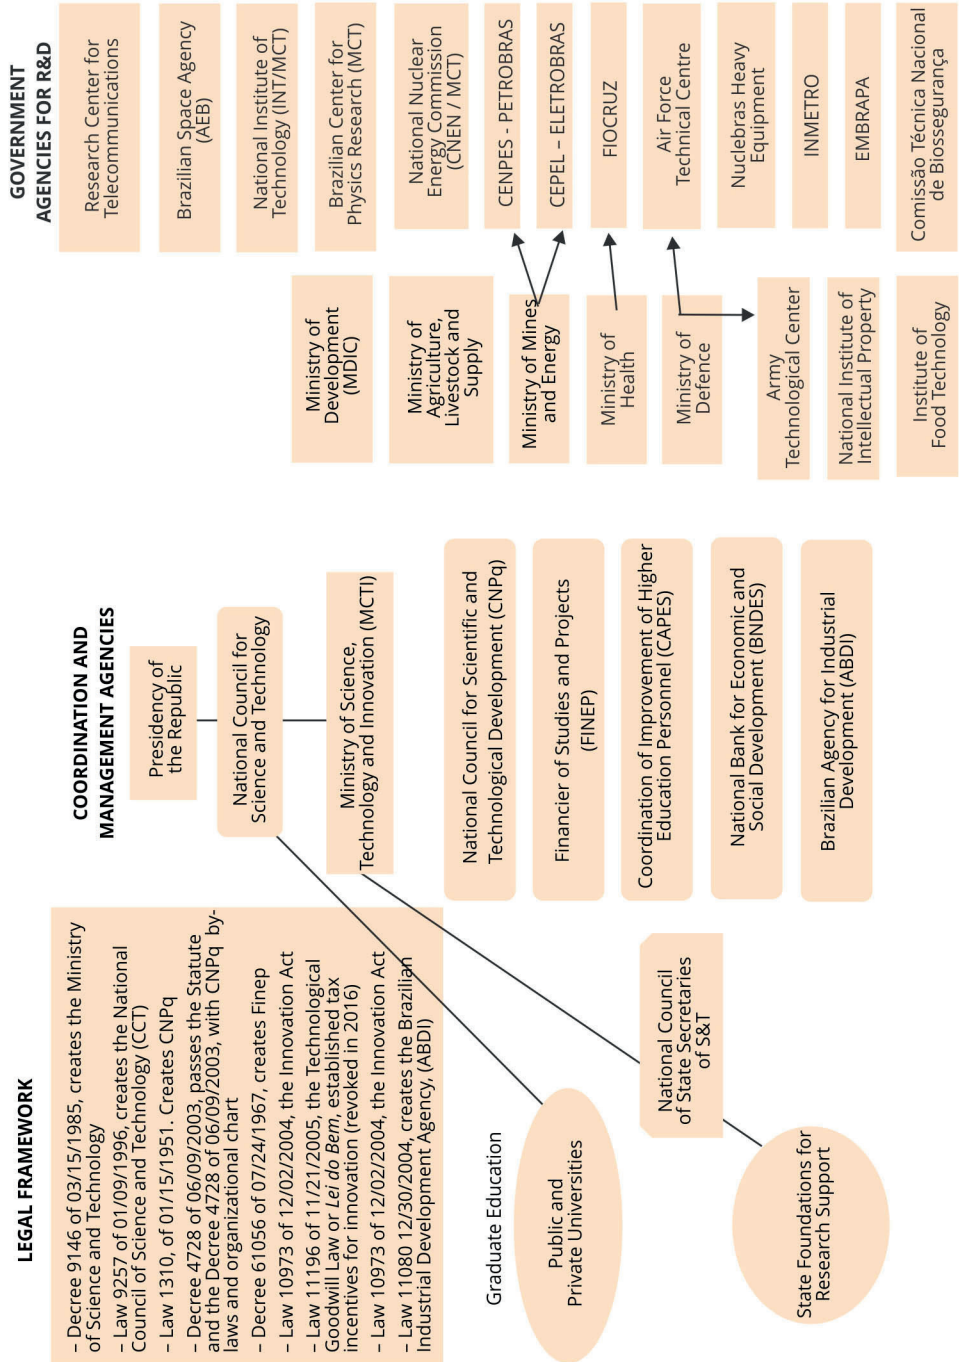 LEGAL FRAMEWORK
– Decree 9146 of 03/15/1985, creates the Ministry
of Science and Technology
– Law 9257 of 01/09/1996, creates the National
Council of Science and Technology (CCT)
– Law 1310, of 01/15/1951. Creates CNPq
– Decree 4728 of 06/09/2003, passes the Statute
and the Decree 4728 of 06/09/2003, with CNPq by-
laws and organizational chart
– Decree 61056 of 07/24/1967, creates Finep
– Law 10973 of 12/02/2004, the Innovation Act
– Law 11196 of 11/21/2005, the Technological
Goodwill Law or Lei do Bem, established tax
incentives for innovation (revoked in 2016)
– Law 10973 of 12/02/2004, the Innovation Act
– Law 11080 12/30/2004, creates the Brazilian
Industrial Development Agency, (ABDI)
Graduate Education
Public and
Private Universities
National Council
of State Secretaries
of S&T
State Foundations for
Research Support
COORDINATION AND
MANAGEMENT AGENCIES
Presidency of
the Republic
National Council for
Science and Technology
Ministry of Science,
Technology and Innovation (MCTI)
National Council for Scientific and
Technological Development (CNPq)
Financier of Studies and Projects
(FINEP)
Coordination of Improvement of Higher
Education Personnel (CAPES)
National Bank for Economic and
Social Development (BNDES)
Brazilian Agency for Industrial
Development (ABDI)
Ministry of
Development
(MDIC)
Ministry of
Agriculture,
Livestock and
Supply
Ministry of Mines
and Energy
Ministry of
Health
Ministry of
Defence
Army
Technological Center
National Institute of
Intellectual Property
Institute of
Food Technology
GOVERNMENT
AGENCIES FOR R&D
Research Center for
Telecommunications
Brazilian Space Agency
(AEB)
National Institute of
Technology (INT/MCT)
Brazilian Center for
Physics Research (MCT)
National Nuclear
Energy Commission
(CNEN / MCT)
CENPES - PETROBRAS
CEPEL – ELETROBRAS
FIOCRUZ
Air Force
Technical Centre
Nuclebras Heavy
Equipment
INMETRO
EMBRAPA
Comissão Técnica Nacional
de Biossegurança